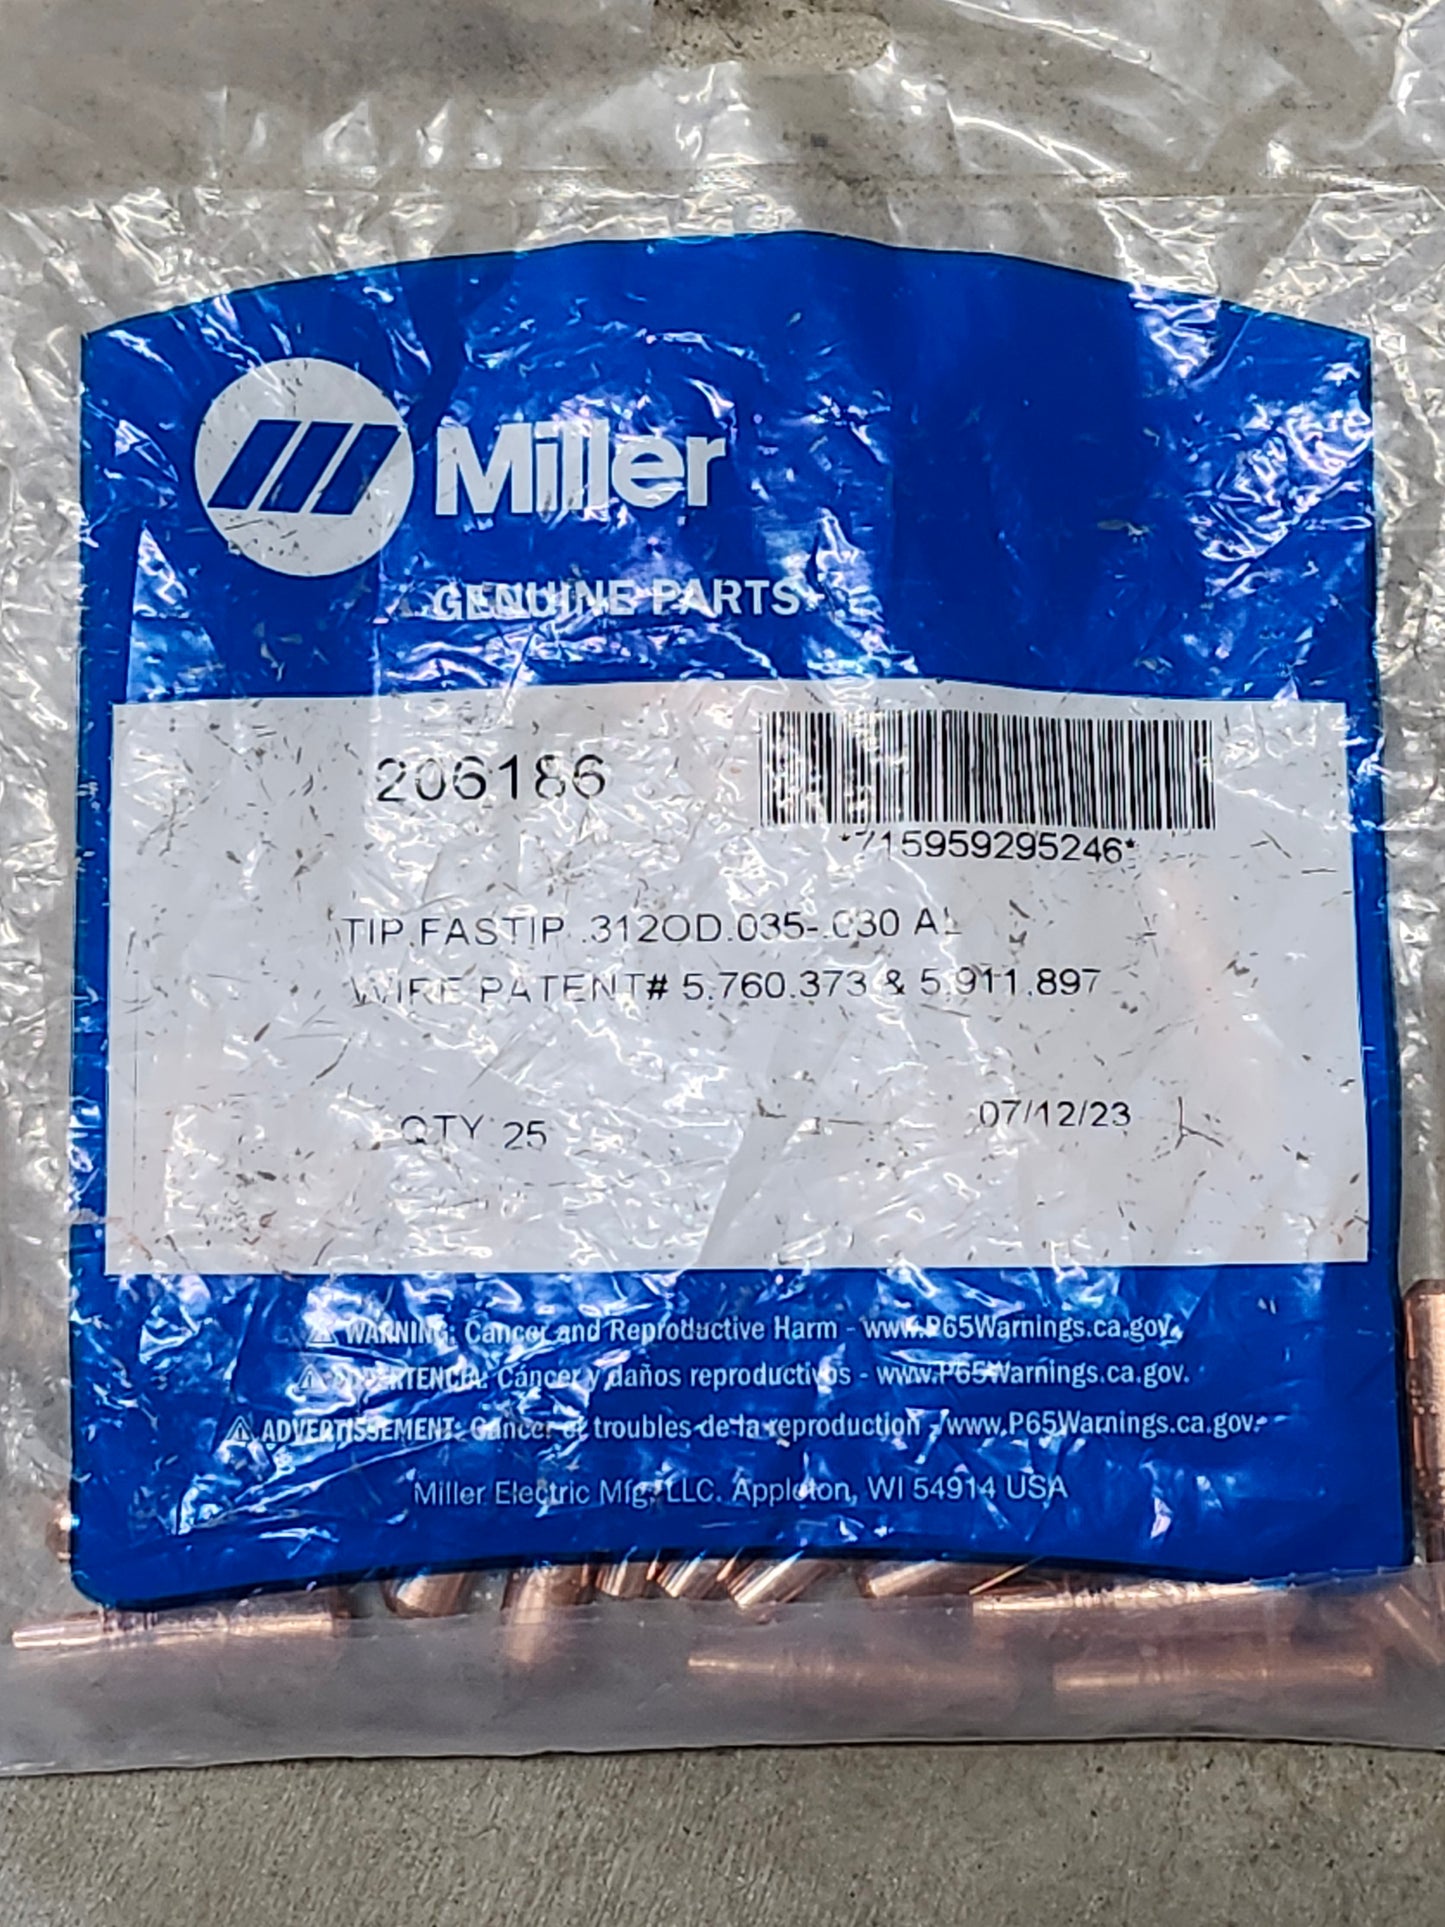 Miller
GENUINE PARTS
206186
*715959295246*
TIP,FASTIP .312OD.035-.030 AL
WIRE PATENT# 5.760.373 & 5.911.897
QTY 25
07/12/23
WARNING: Cancer and Reproductive Harm - www.P65Warnings.ca.gov.
ADVERTENCIA: Cáncer y daños reproductivos - www.P65Warnings.ca.gov.
ADVERTISSEMENT: Cancer et troubles de la reproduction - www.P65Warnings.ca.gov.
Miller Electric Mfg. LLC. Appleton, WI 54914 USA